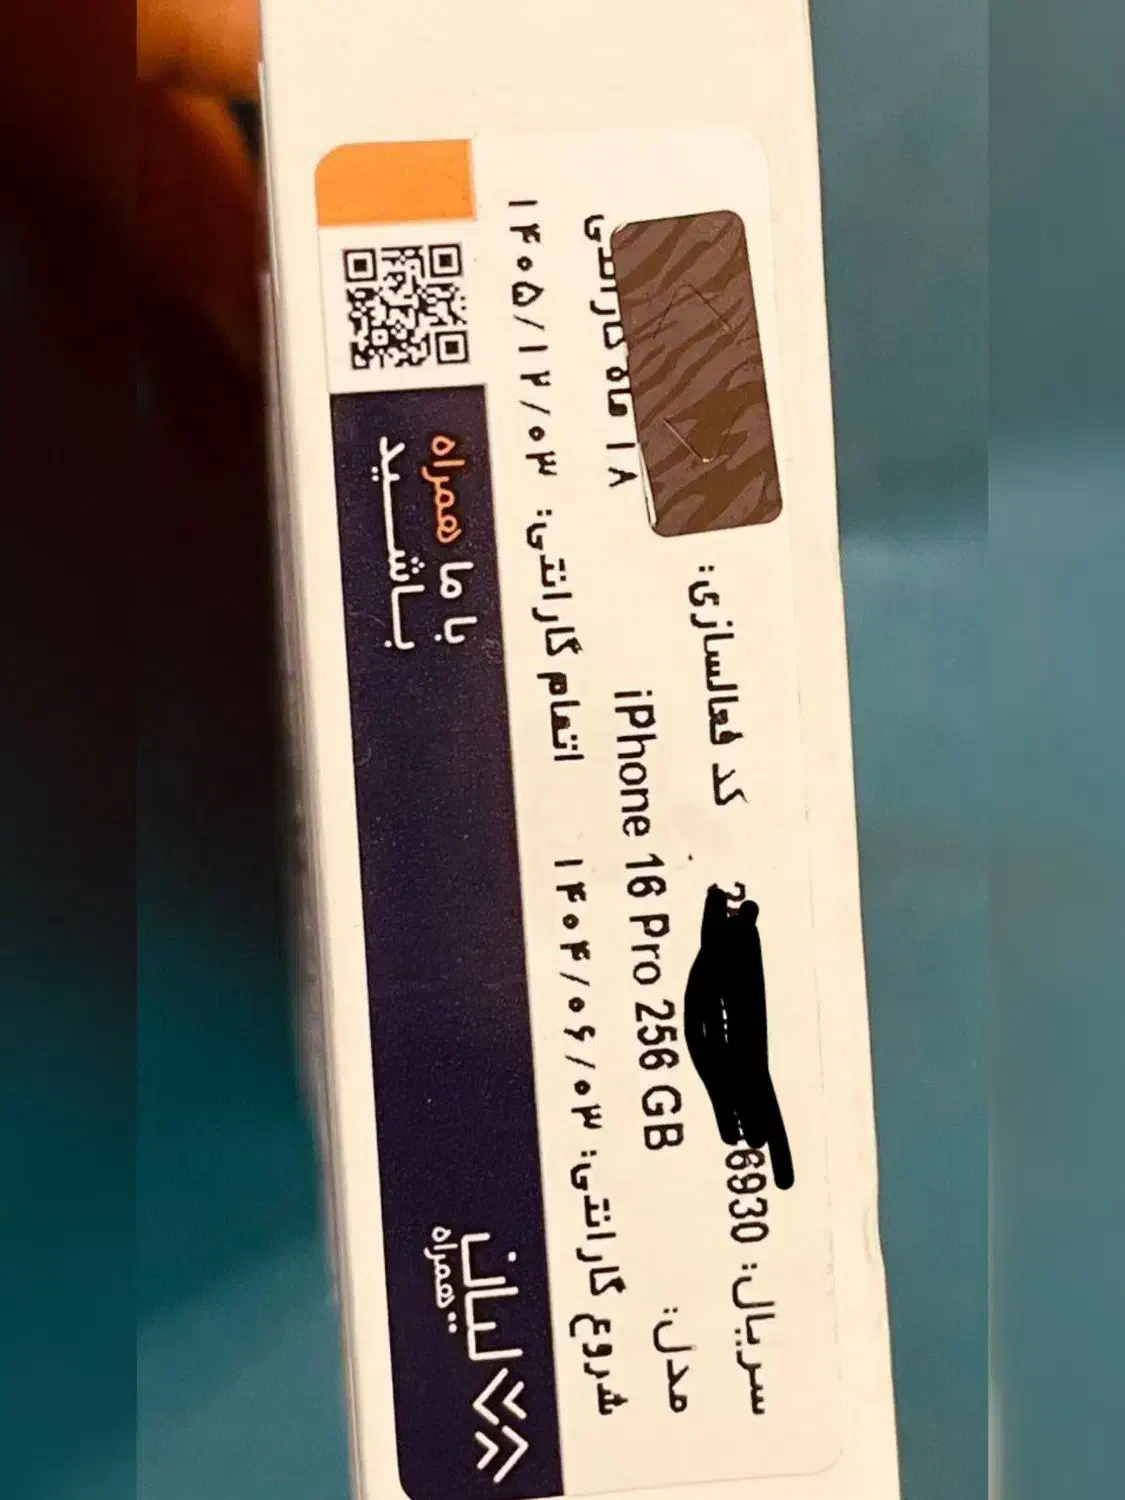 سریال: 6930 کد فعالسازی:
مدل: iPhone 16 Pro 256 GB ۱۸ ماه گارانتی
شروع گارانتی: ۱۴۰۴/۰۶/۰۳ اتمام گارانتی: ۱۴۰۵/۱۲/۰۳
لیان همراه
با ما همراه
باشید